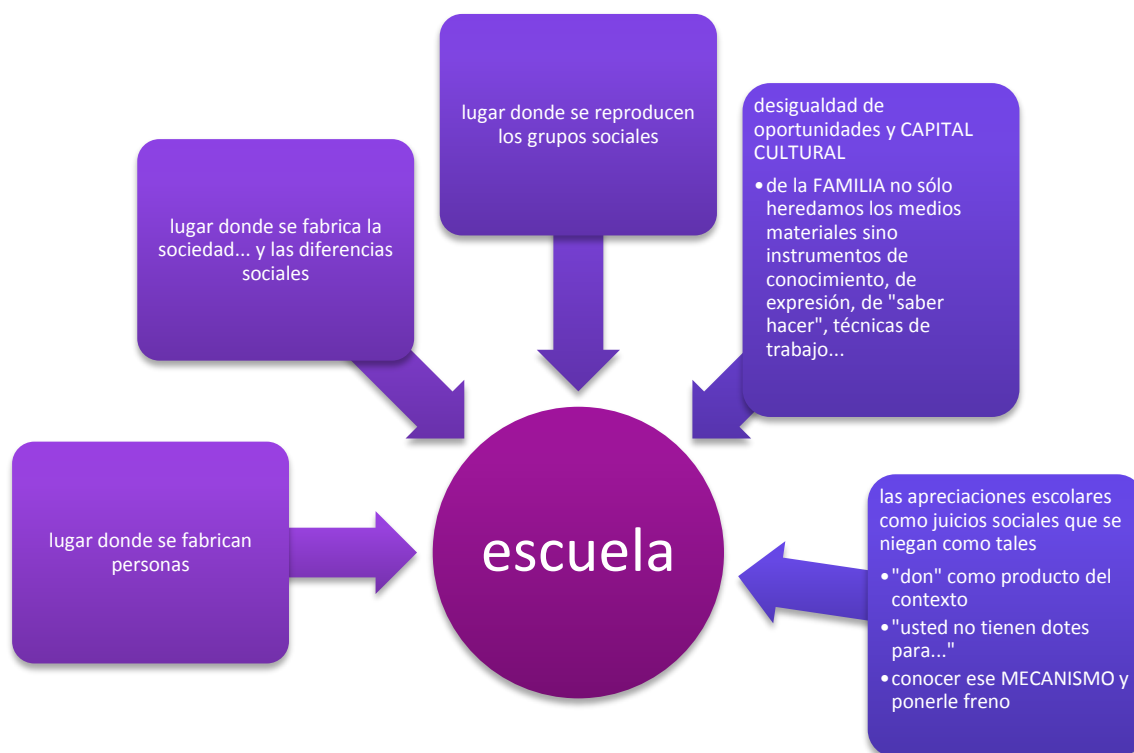 lugar donde se fabrican
personas
lugar donde se fabrica la
sociedad... y las diferencias
sociales
lugar donde se reproducen
los grupos sociales
desigualdad de
oportunidades y CAPITAL
CULTURAL
•de la FAMILIA no sólo
heredamos los medios
materiales sino
instrumentos de
conocimiento, de
expresión, de "saber
hacer", técnicas de
trabajo...
las apreciaciones escolares
como juicios sociales que se
niegan como tales
•"don" como producto del
contexto
•"usted no tienen dotes
para..."
•conocer ese MECANISMO y
ponerle freno
escuela